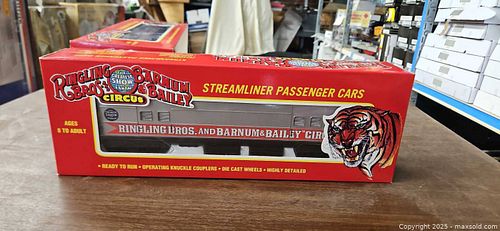 RINGLING BROS. AND BARNUM & BAILEY
SHOW
CIRCUS
STREAMLINER PASSENGER CARS
AGES
8 TO ADULT
RINGLING BROS. AND BARNUM & BAILEY CIR
• READY TO RUN • OPERATING KNUCKLE COUPLERS • DIE CAST WHEELS • HIGHLY DETAILED
Copyright © 2025 - maxsold.com